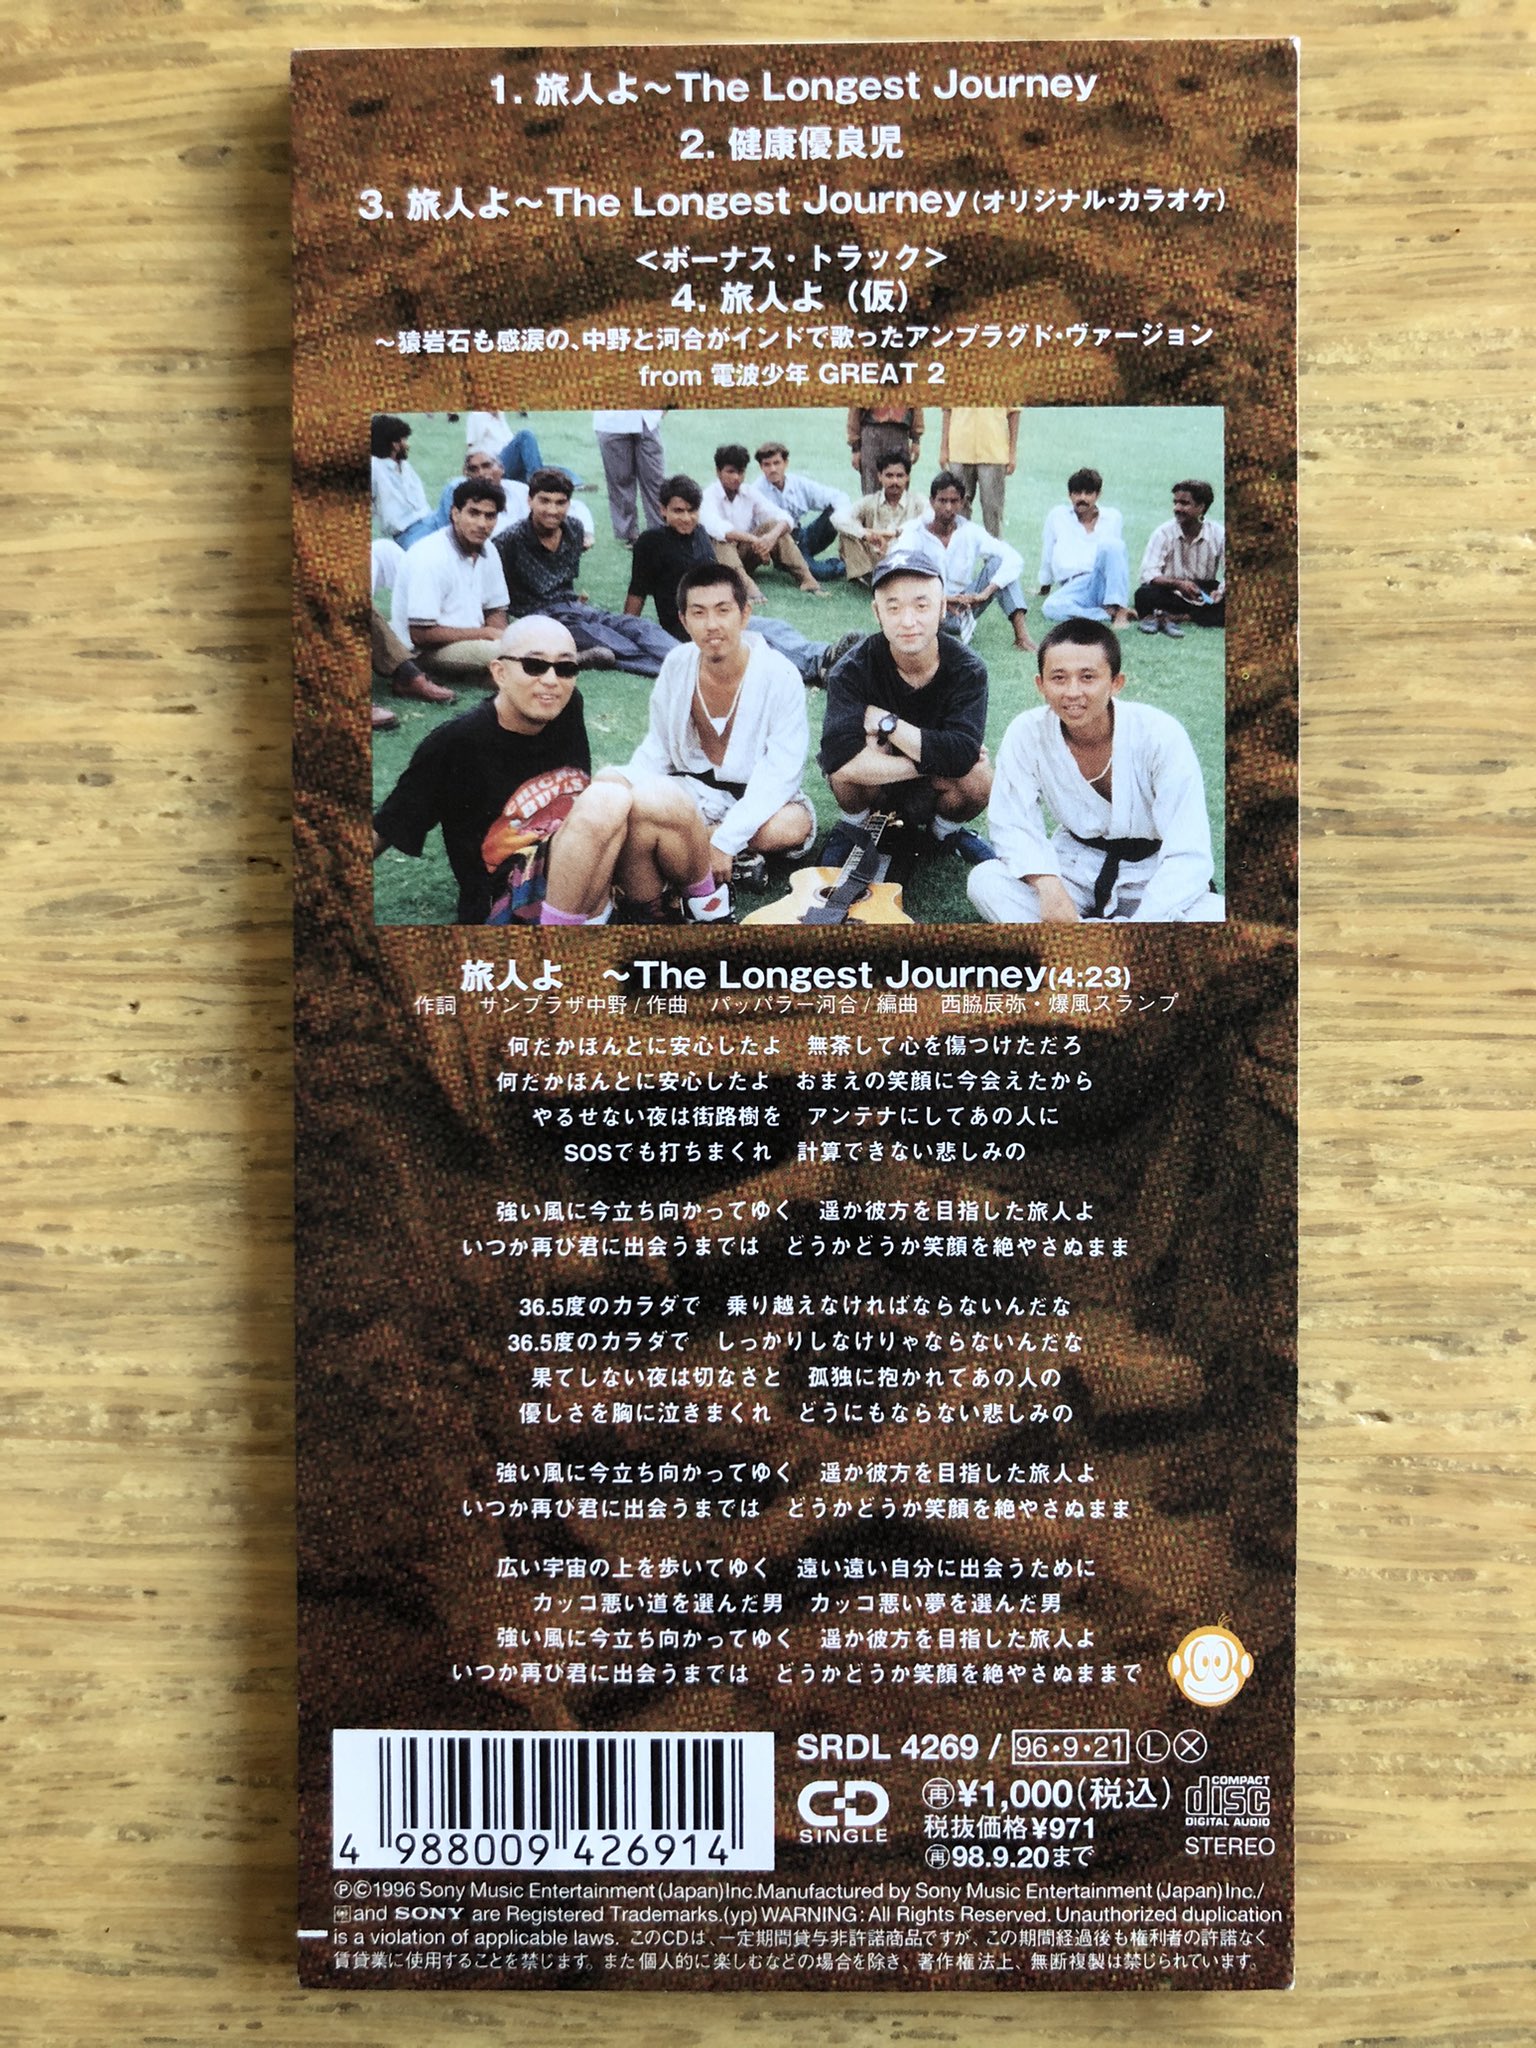 1. 旅人よ～The Longest Journey
2. 健康優良児
3. 旅人よ～The Longest Journey(オリジナル・カラオケ)
＜ボーナス・トラック＞
4. 旅人よ（仮）
～猿岩石も感涙の、中野と河合がインドで歌ったアンプラグド・ヴァージョン
from 電波少年 GREAT 2
CHICAGO
BULLS
旅人よ　～The Longest Journey(4:23)
作詞　サンプラザ中野 / 作曲　パッパラー河合 / 編曲　西脇辰弥・爆風スランプ
何だかほんとに安心したよ　無茶して心を傷つけただろ
何だかほんとに安心したよ　おまえの笑顔に今会えたから
やるせない夜は街路樹を　アンテナにしてあの人に
SOSでも打ちまくれ　計算できない悲しみの
強い風に今立ち向かってゆく　遥か彼方を目指した旅人よ
いつか再び君に出会うまでは　どうかどうか笑顔を絶やさぬまま
36.5度のカラダで　乗り越えなければならないんだな
36.5度のカラダで　しっかりしなけりゃならないんだな
果てしない夜は切なさと　孤独に抱かれてあの人の
優しさを胸に泣きまくれ　どうにもならない悲しみの
強い風に今立ち向かってゆく　遥か彼方を目指した旅人よ
いつか再び君に出会うまでは　どうかどうか笑顔を絶やさぬまま
広い宇宙の上を歩いてゆく　遠い遠い自分に出会うために
カッコ悪い道を選んだ男　カッコ悪い夢を選んだ男
強い風に今立ち向かってゆく　遥か彼方を目指した旅人よ
いつか再び君に出会うまでは　どうかどうか笑顔を絶やさぬままで
4 988009 426914
SRDL 4269 / 96・9・21 Ⓛ Ⓧ
CD SINGLE
㊢¥1,000(税込)
税抜価格¥971
再98.9.20まで
COMPACT disc DIGITAL AUDIO
STEREO
ⓅⒸ1996 Sony Music Entertainment (Japan) Inc. Manufactured by Sony Music Entertainment (Japan) Inc./
and SONY are Registered Trademarks. (yp) WARNING: All Rights Reserved. Unauthorized duplication
is a violation of applicable laws. このCDは、一定期間貸与非許諾商品ですが、この期間経過後も権利者の許諾なく
賃貸業に使用することを禁じます。また個人的に楽しむなどの場合を除き、著作権法上、無断複製は禁じられています。